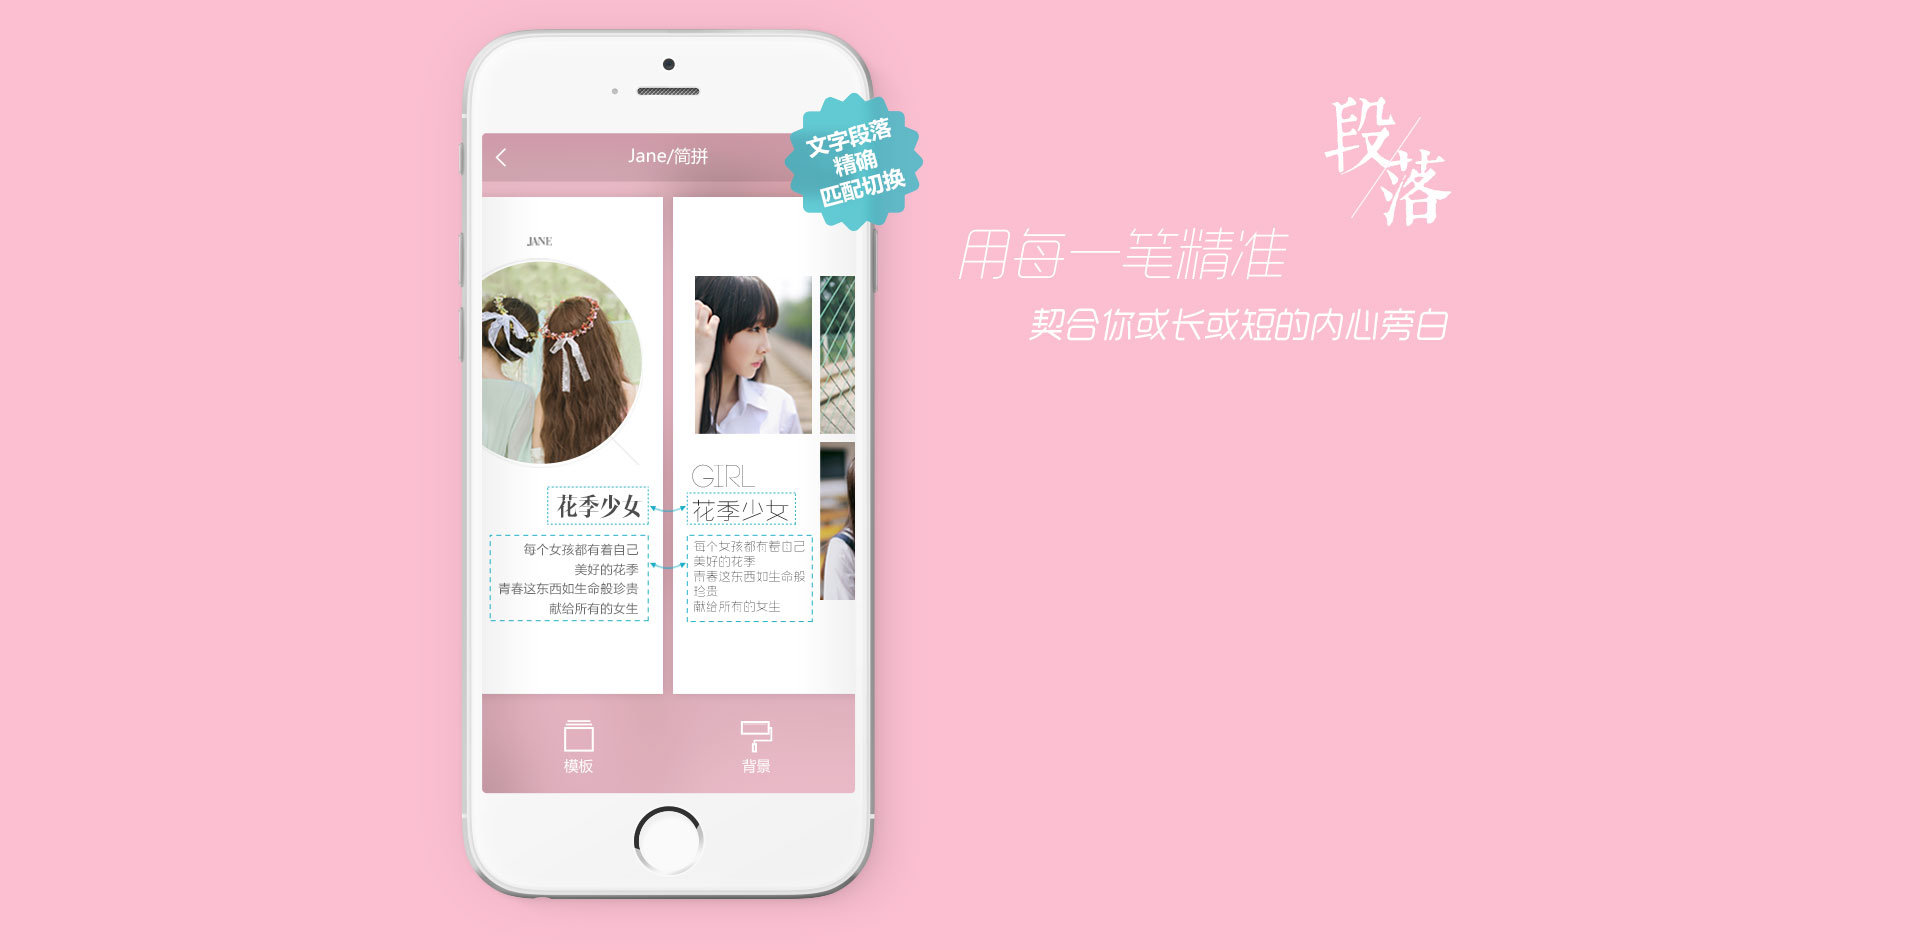 Jane/简拼
文字段落
精确
匹配切换
JANE
花季少女
每个女孩都有着自己
美好的花季
青春这东西如生命般珍贵
献给所有的女生
GIRL
花季少女
每个女孩都有着自己
美好的花季
青春这东西如生命般
珍贵
献给所有的女生
模板
背景
段落
用每一笔精准
契合你或长或短的内心旁白